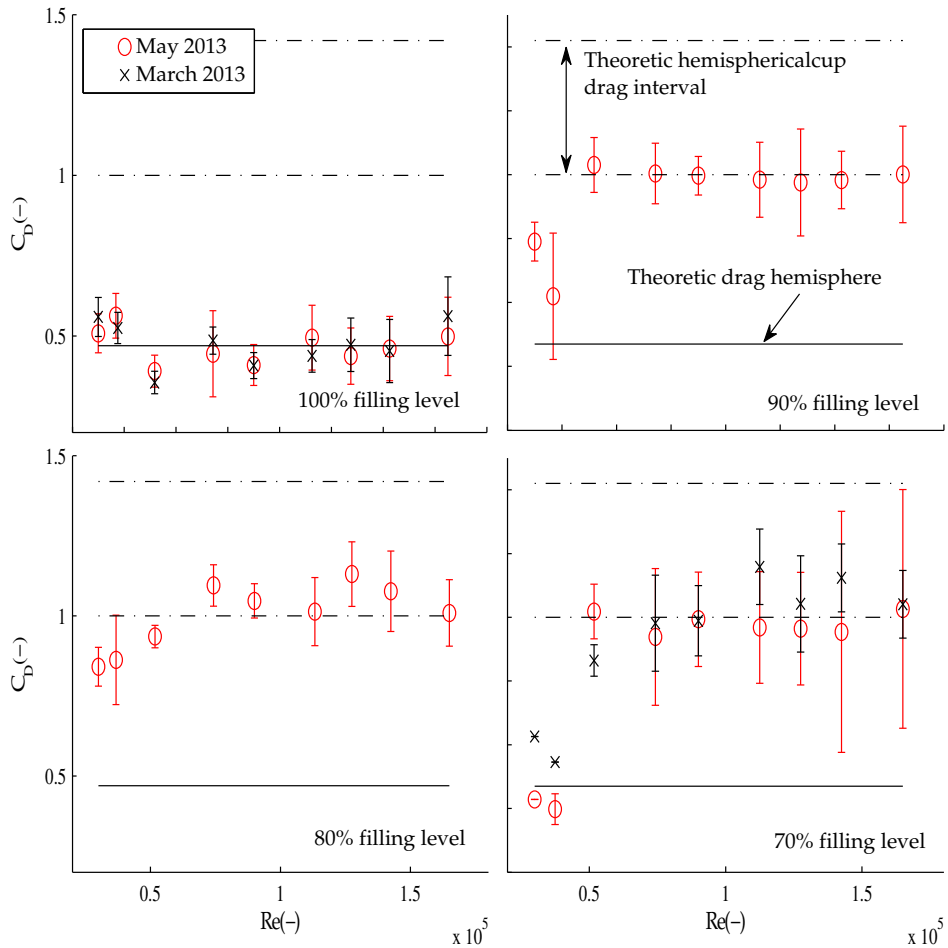 1.5
May 2013
March 2013
Theoretic hemisphericalcup
drag interval
1
C_D(−)
Theoretic drag hemisphere
0.5
100% filling level
90% filling level
1.5
1
C_D(−)
0.5
80% filling level
70% filling level
0.5 1 1.5
0.5 1 1.5
Re(−) x 10^5
Re(−) x 10^5